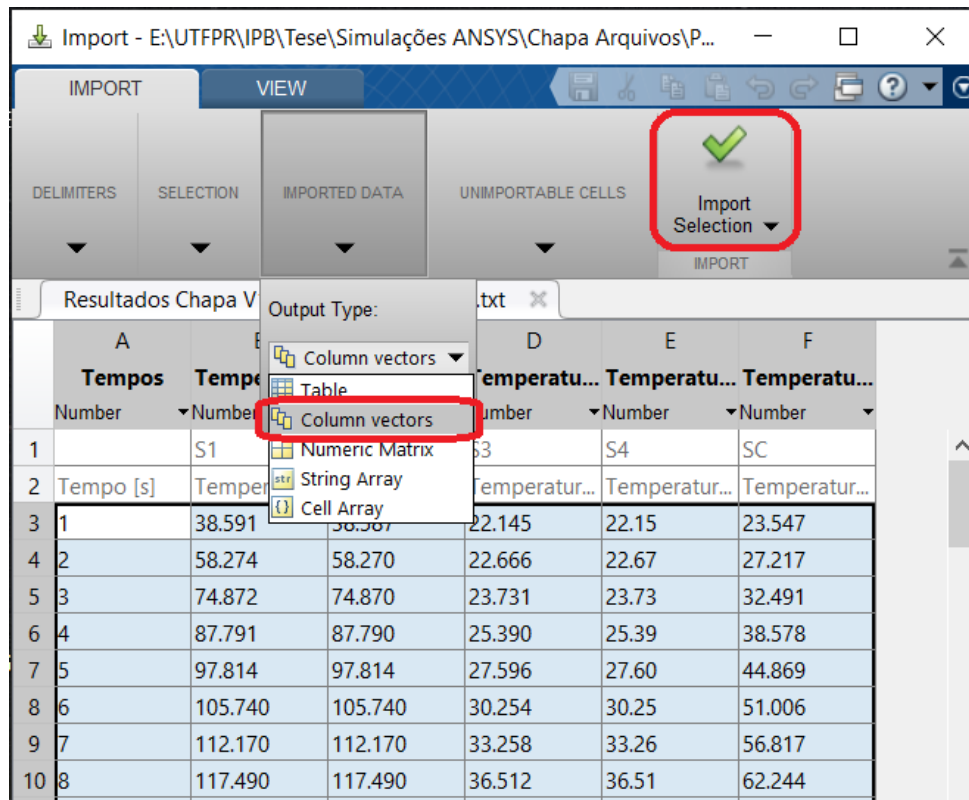 Import - E:\UTFPR\IPB\Tese\Simulações ANSYS\Chapa Arquivos\P...
IMPORT VIEW
DELIMITERS SELECTION IMPORTED DATA UNIMPORTABLE CELLS Import
Selection
IMPORT
Resultados Chapa V .txt
Output Type:
Column vectors
Table
Column vectors
Numeric Matrix
String Array
Cell Array
A D E F
Tempos Tempe Temperatu... Temperatu... Temperatu...
Number Number umber Number Number
1 S1 S3 S4 SC
2 Tempo [s] Temper Temperatur... Temperatur... Temperatur...
3 1 38.591 38.587 22.145 22.15 23.547
4 2 58.274 58.270 22.666 22.67 27.217
5 3 74.872 74.870 23.731 23.73 32.491
6 4 87.791 87.790 25.390 25.39 38.578
7 5 97.814 97.814 27.596 27.60 44.869
8 6 105.740 105.740 30.254 30.25 51.006
9 7 112.170 112.170 33.258 33.26 56.817
10 8 117.490 117.490 36.512 36.51 62.244